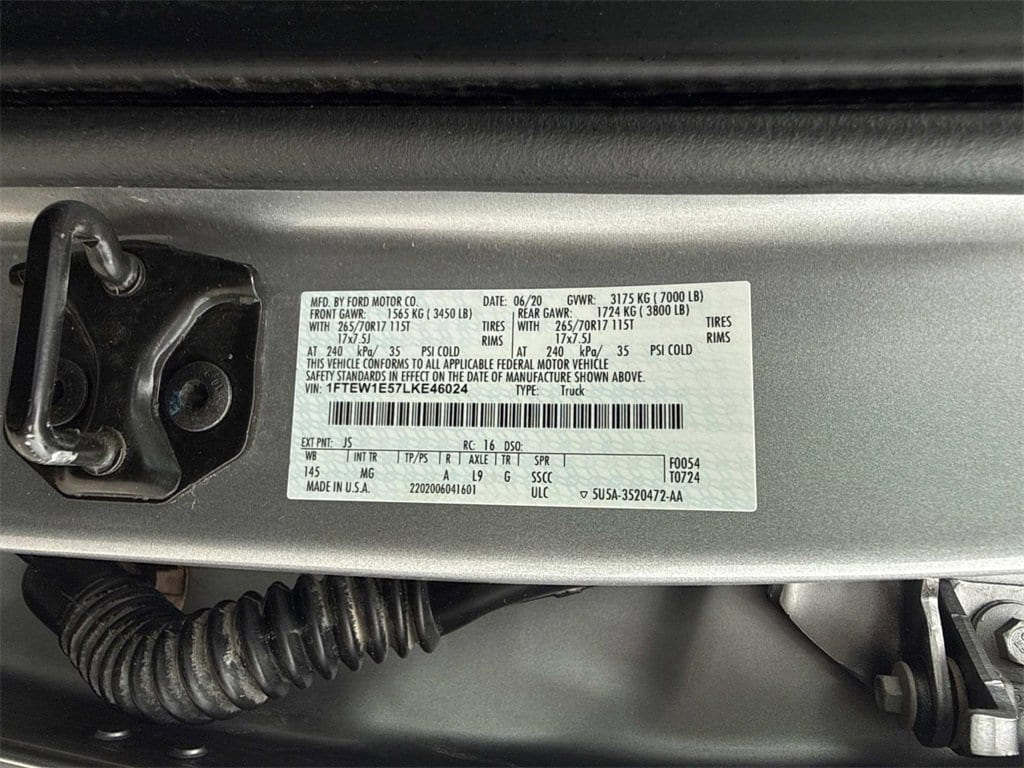 MFD. BY FORD MOTOR CO. DATE: 06/20 GVWR: 3175 KG ( 7000 LB)
FRONT GAWR: 1565 KG ( 3450 LB) REAR GAWR: 1724 KG ( 3800 LB)
WITH 265/70R17 115T TIRES WITH 265/70R17 115T TIRES
17x7.5J RIMS 17x7.5J RIMS
AT 240 kPa/ 35 PSI COLD AT 240 kPa/ 35 PSI COLD
THIS VEHICLE CONFORMS TO ALL APPLICABLE FEDERAL MOTOR VEHICLE
SAFETY STANDARDS IN EFFECT ON THE DATE OF MANUFACTURE SHOWN ABOVE.
VIN: 1FTEW1E57LKE46024 TYPE: Truck
EXT PNT: JS RC: 16 DSO:
WB INT TR TP/PS R AXLE TR SPR F0054
145 MG A L9 G SSCC T0724
MADE IN U.S.A. 2202006041601 ULC ▽ 5U5A-3520472-AA